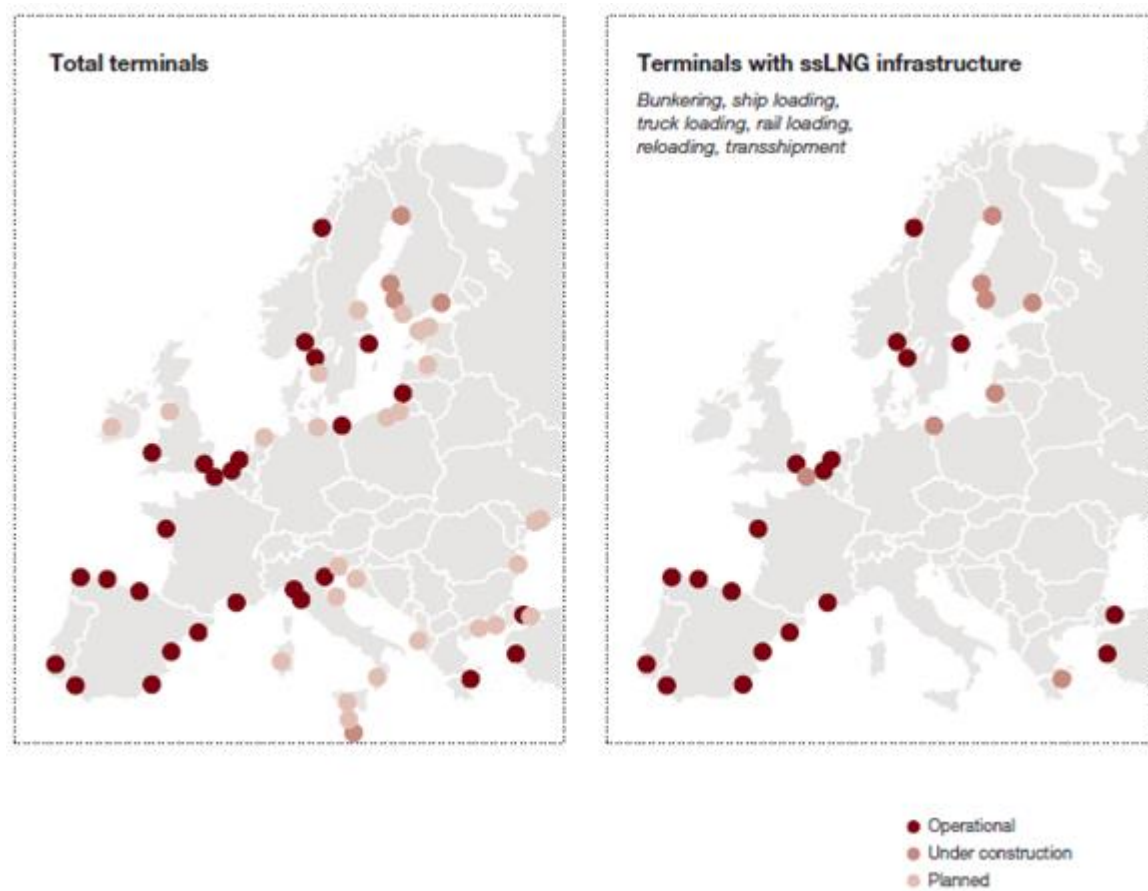 Total terminals
Terminals with ssLNG infrastructure
Bunkering, ship loading,
truck loading, rail loading,
reloading, transshipment
Operational
Under construction
Planned